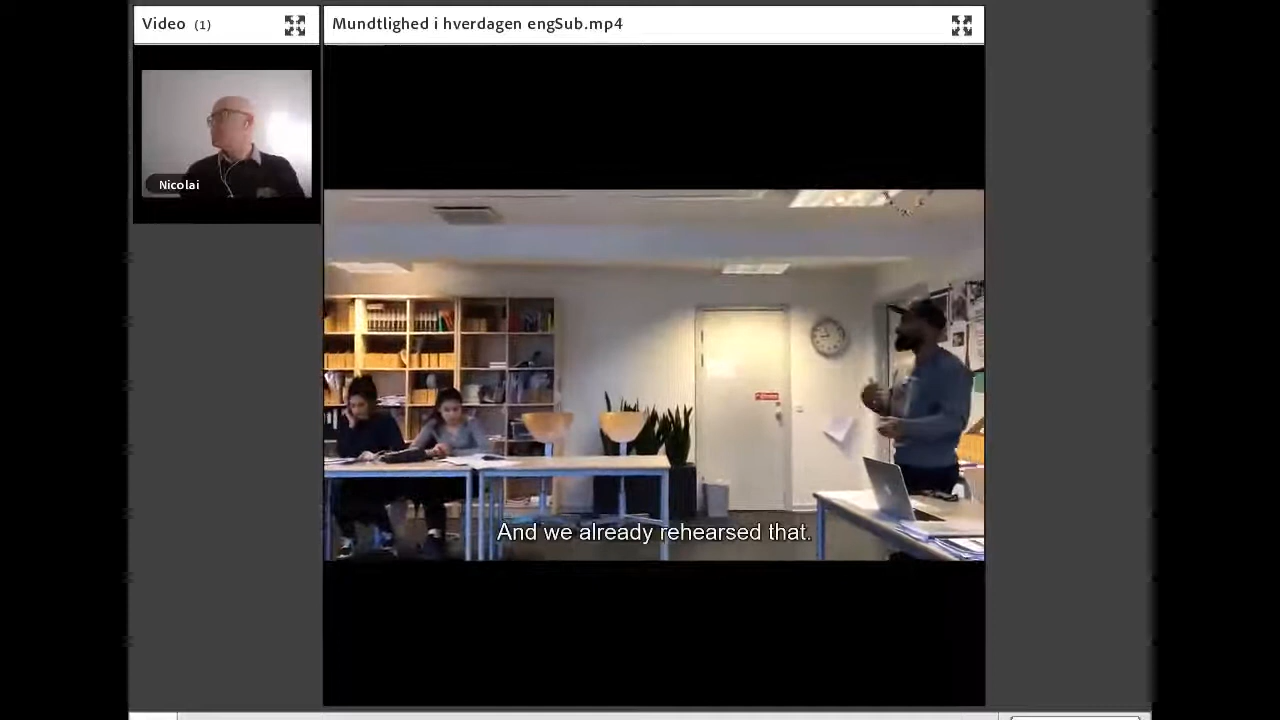 Video (1)
Mundtlighed i hverdagen engSub.mp4
Nicolai
And we already rehearsed that.